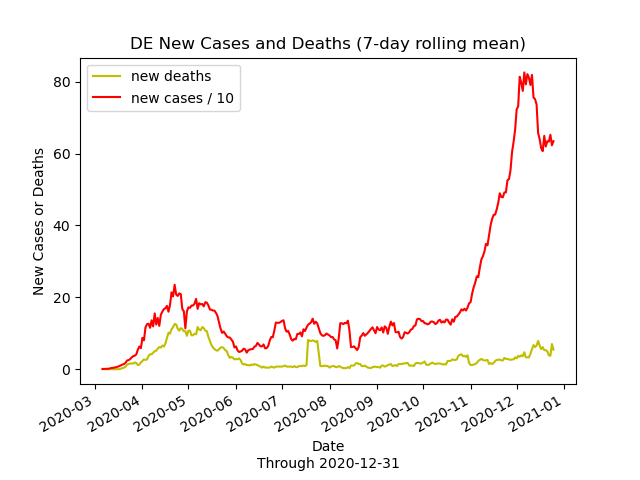 DE New Cases and Deaths (7-day rolling mean)
new deaths
new cases / 10
80
60
40
20
0
New Cases or Deaths
2020-03
2020-04
2020-05
2020-06
2020-07
2020-08
2020-09
2020-10
2020-11
2020-12
2021-01
Date
Through 2020-12-31